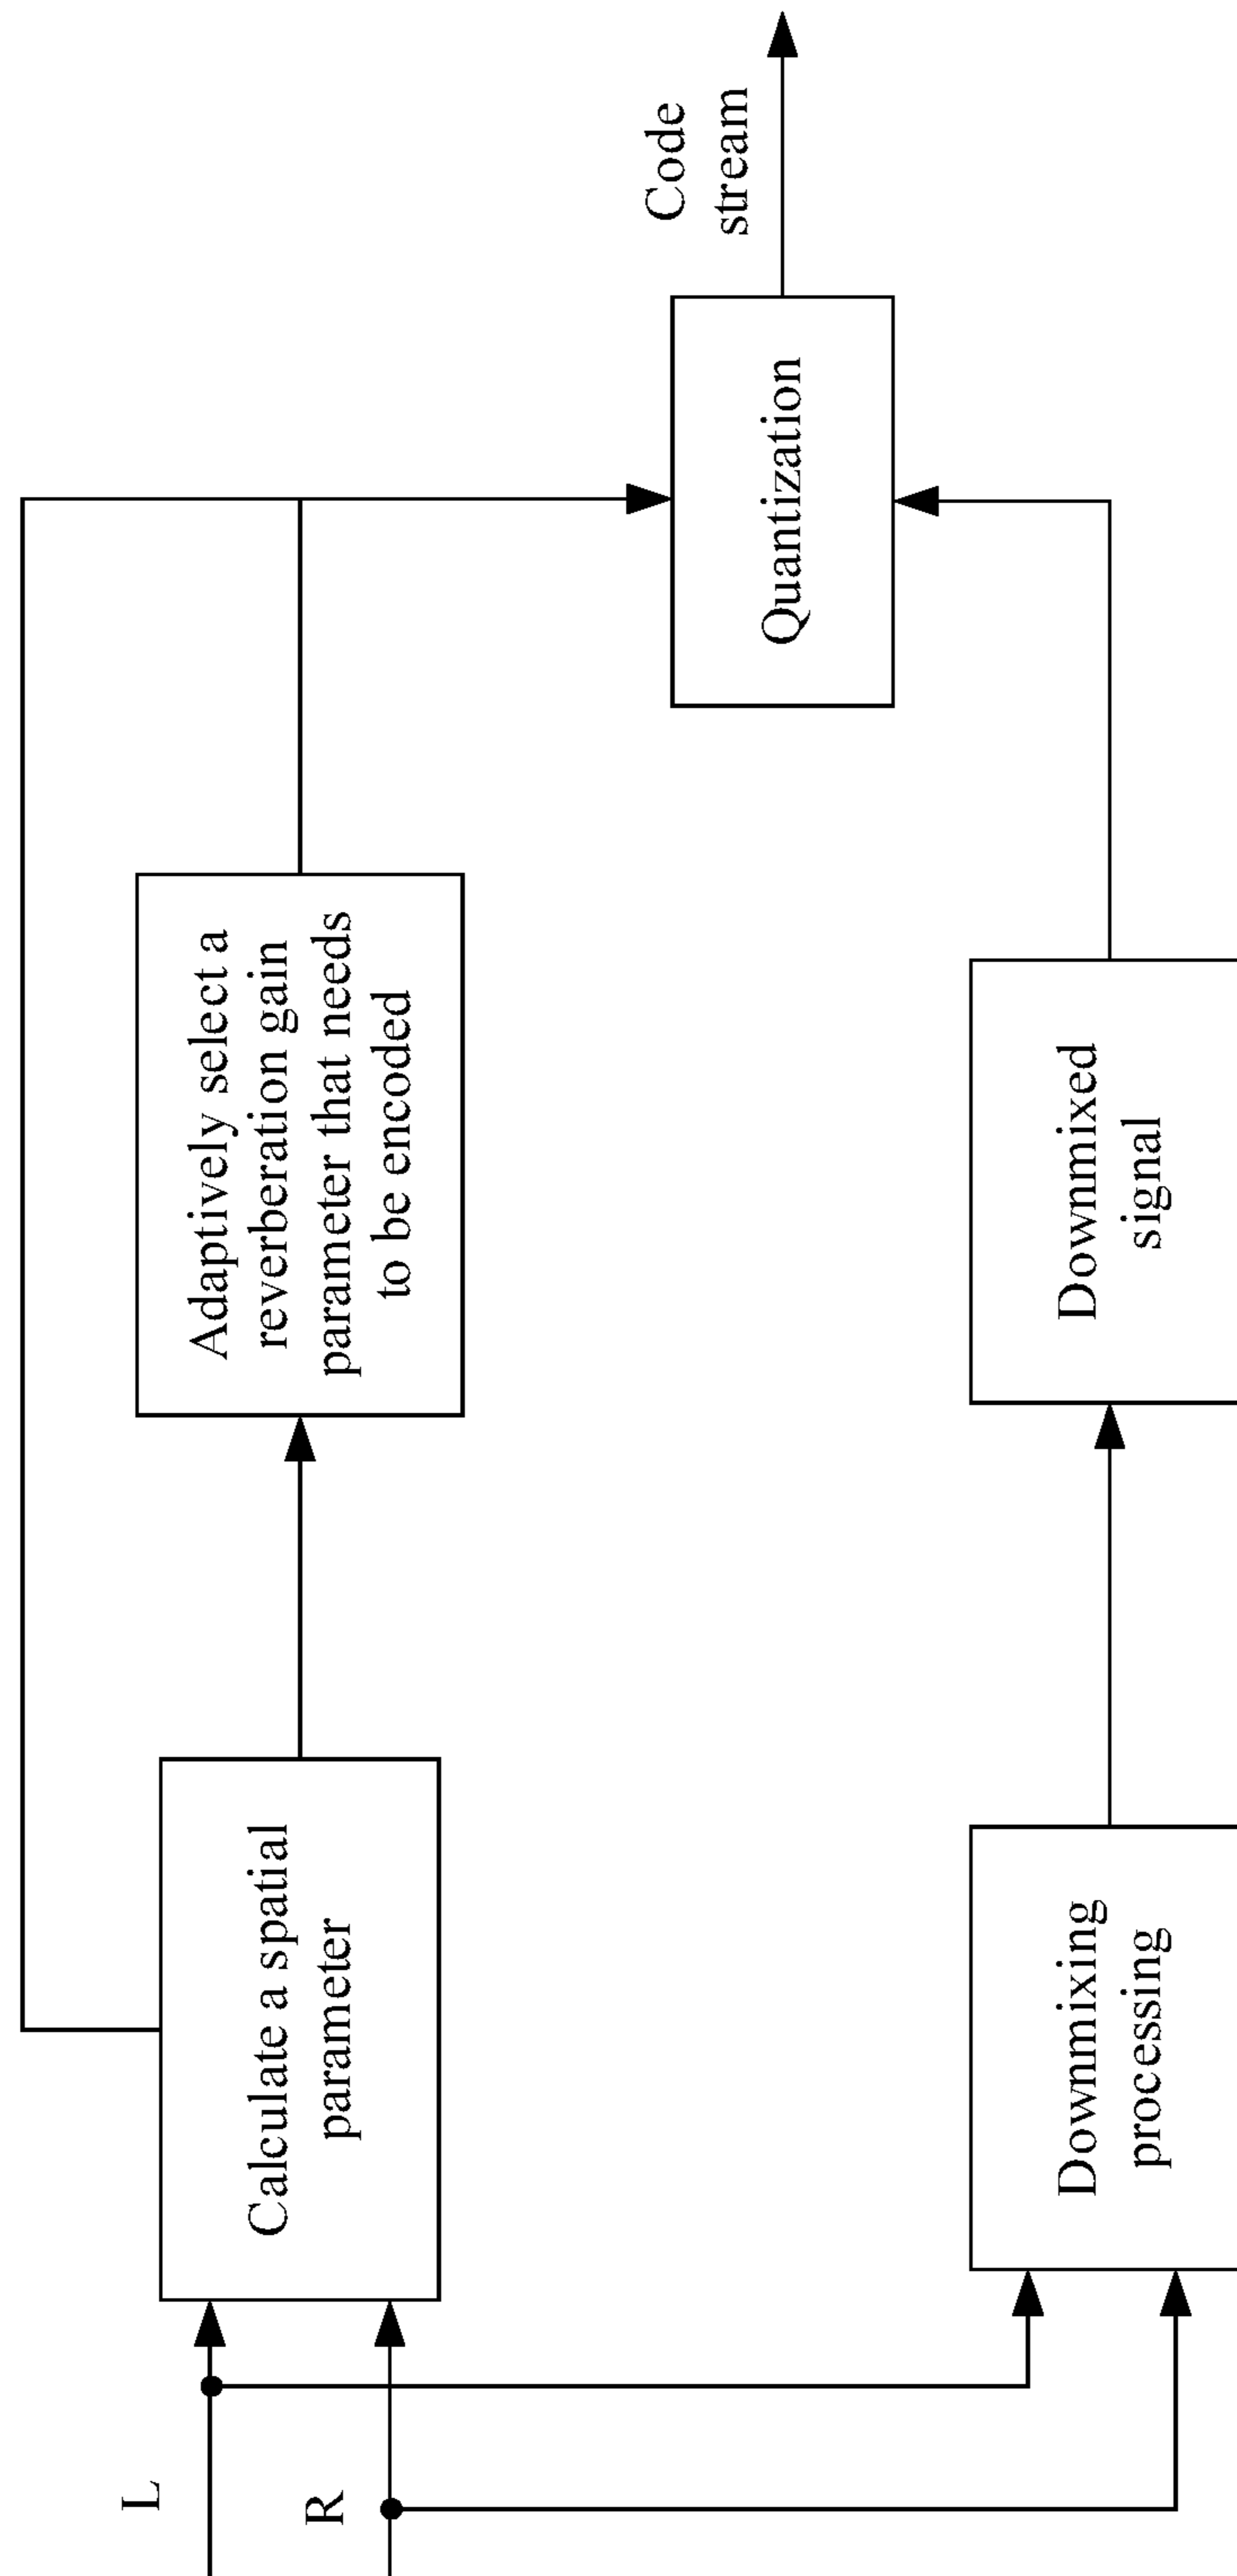 L
R
Calculate a spatial
parameter
Adaptively select a
reverberation gain
parameter that needs
to be encoded
Downmixing
processing
Downmixed
signal
Quantization
Code
stream